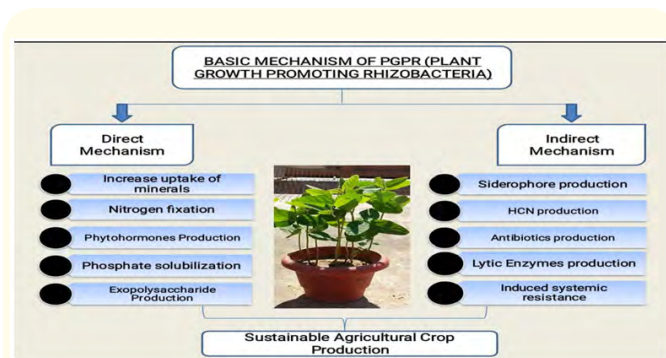 BASIC MECHANISM OF PGPR (PLANT
GROWTH PROMOTING RHIZOBACTERIA)
Direct
Mechanism
Increase uptake of
minerals
Nitrogen fixation
Phytohormones Production
Phosphate solubilization
Exopolysaccharide
Production
Indirect
Mechanism
Siderophore production
HCN production
Antibiotics production
Lytic Enzymes production
Induced systemic
resistance
Sustainable Agricultural Crop
Production